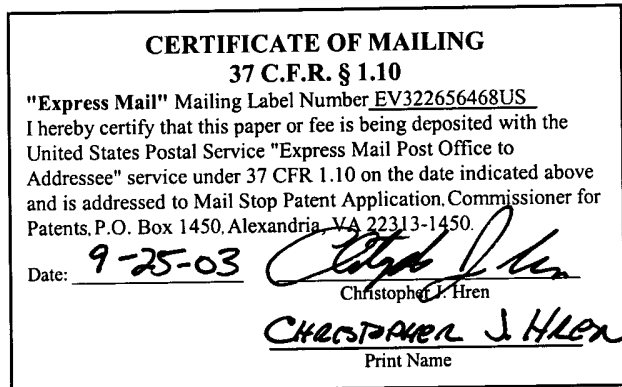 CERTIFICATE OF MAILING
37 C.F.R. § 1.10
"Express Mail" Mailing Label Number EV322656468US
I hereby certify that this paper or fee is being deposited with the
United States Postal Service "Express Mail Post Office to
Addressee" service under 37 CFR 1.10 on the date indicated above
and is addressed to Mail Stop Patent Application, Commissioner for
Patents, P.O. Box 1450, Alexandria, VA 22313-1450.
Date: 9-25-03
Christopher J. Hren
CHRISTOPHER J. HREN
Print Name